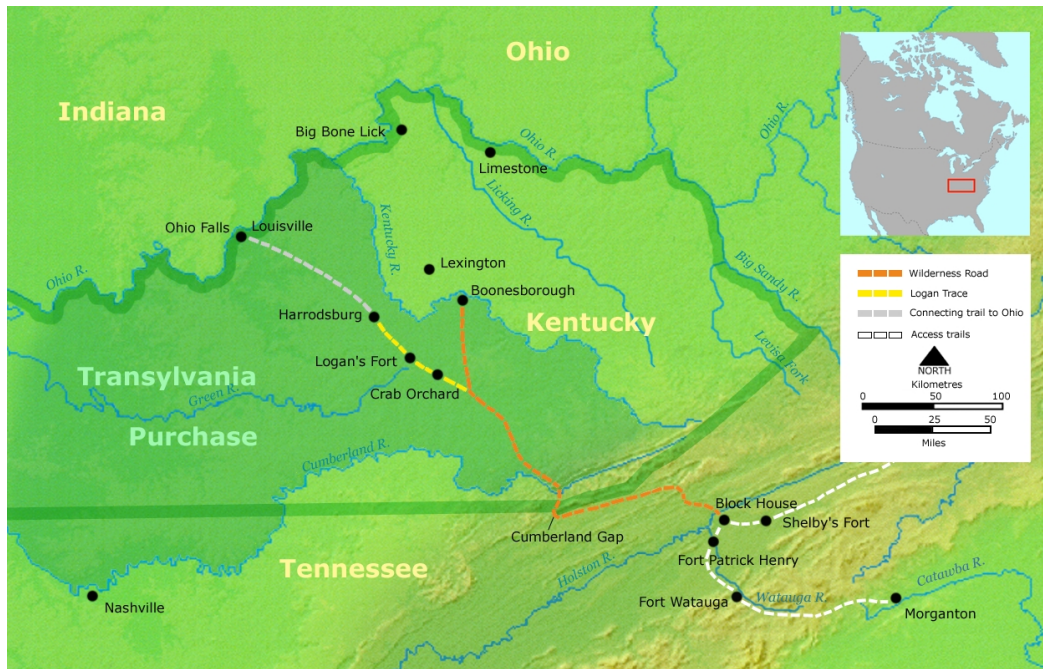 Ohio
Indiana
Big Bone Lick
Limestone
Ohio R.
Ohio R.
Licking R.
Kentucky R.
Ohio Falls
Louisville
Ohio R.
Lexington
Boonesborough
Big Sandy R.
Harrodsburg
Kentucky
Levisa Fork
Logan's Fort
Crab Orchard
Transylvania
Green R.
Purchase
Cumberland R.
Cumberland Gap
Block House
Shelby's Fort
Fort Patrick Henry
Holston R.
Tennessee
Fort Watauga
Watauga R.
Catawba R.
Morganton
Nashville
Wilderness Road
Logan Trace
Connecting trail to Ohio
Access trails
NORTH
Kilometres
0 50 100
0 25 50
Miles